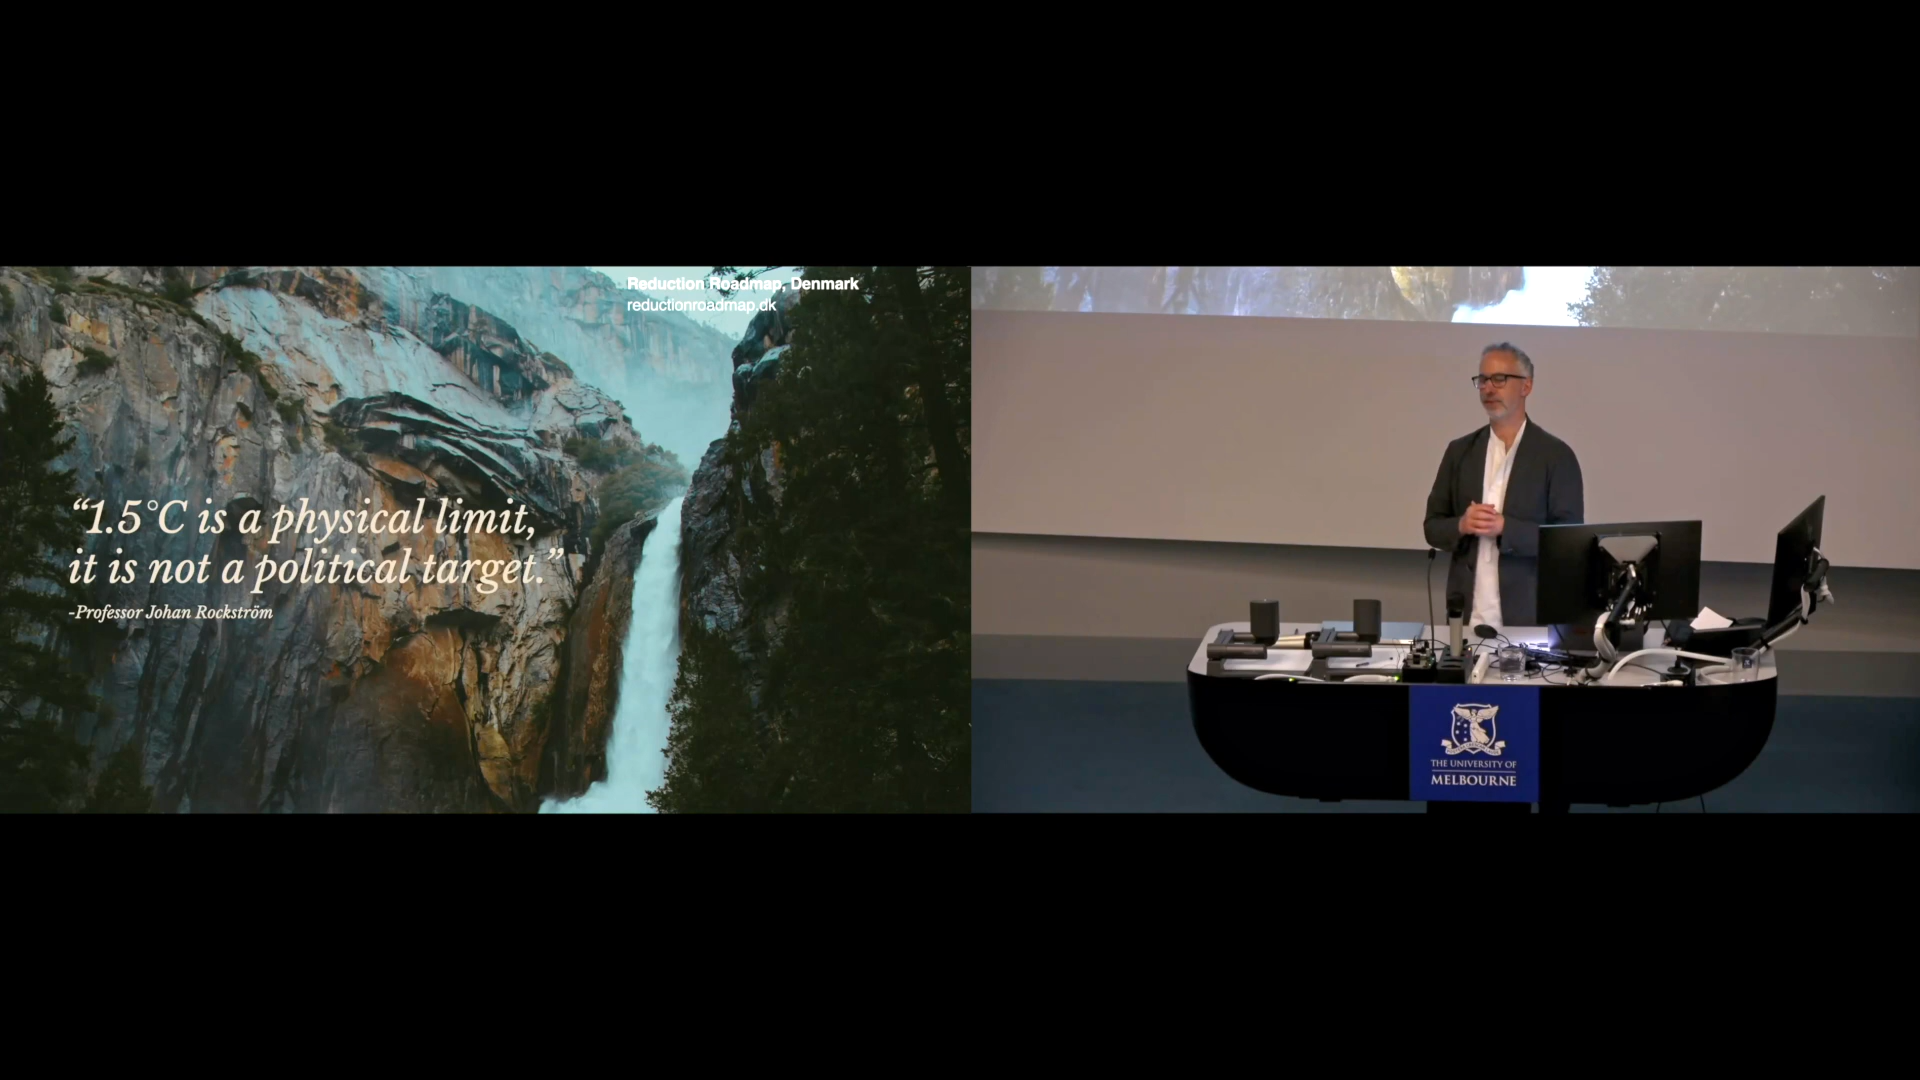 Reduction Roadmap, Denmark
reductionroadmap.dk
“1.5°C is a physical limit,
it is not a political target.”
-Professor Johan Rockström
THE UNIVERSITY OF
MELBOURNE